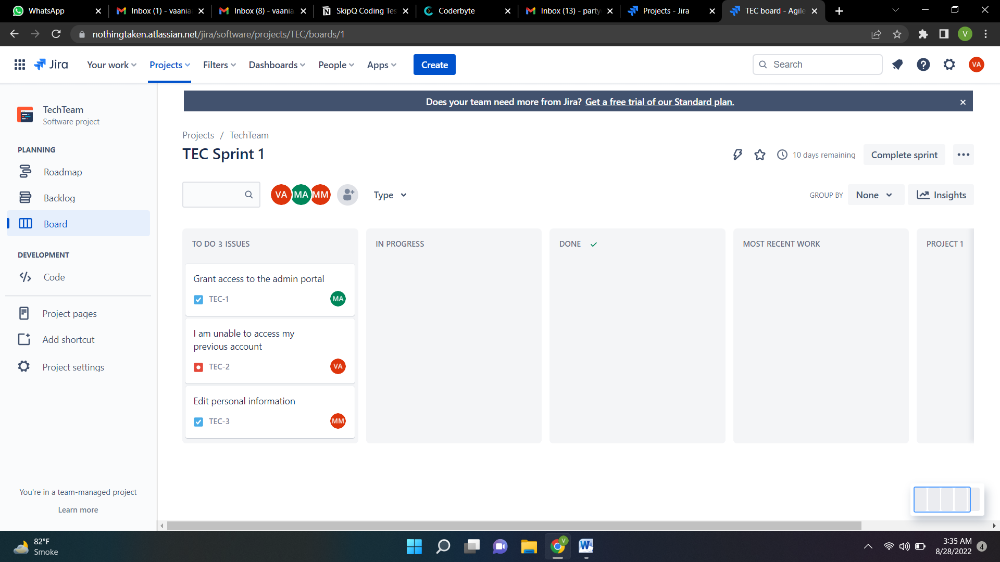 WhatsApp
Inbox (1) - vaania
Inbox (8) - vaania
SkipQ Coding Tes
Coderbyte
Inbox (13) - party
Projects - Jira
TEC board - Agile
nothingtaken.atlassian.net/jira/software/projects/TEC/boards/1
V
Jira
Your work
Projects
Filters
Dashboards
People
Apps
Create
Search
VA
Does your team need more from Jira? Get a free trial of our Standard plan.
TechTeam
Software project
PLANNING
Roadmap
Backlog
Board
DEVELOPMENT
Code
Project pages
Add shortcut
Project settings
You're in a team-managed project
Learn more
Projects / TechTeam
TEC Sprint 1
10 days remaining
Complete sprint
VA MA MM
Type
GROUP BY
None
Insights
TO DO 3 ISSUES
IN PROGRESS
DONE
MOST RECENT WORK
PROJECT 1
Grant access to the admin portal
TEC-1
MA
I am unable to access my
previous account
TEC-2
VA
Edit personal information
TEC-3
MM
82°F
Smoke
V
W
3:35 AM
8/28/2022
4